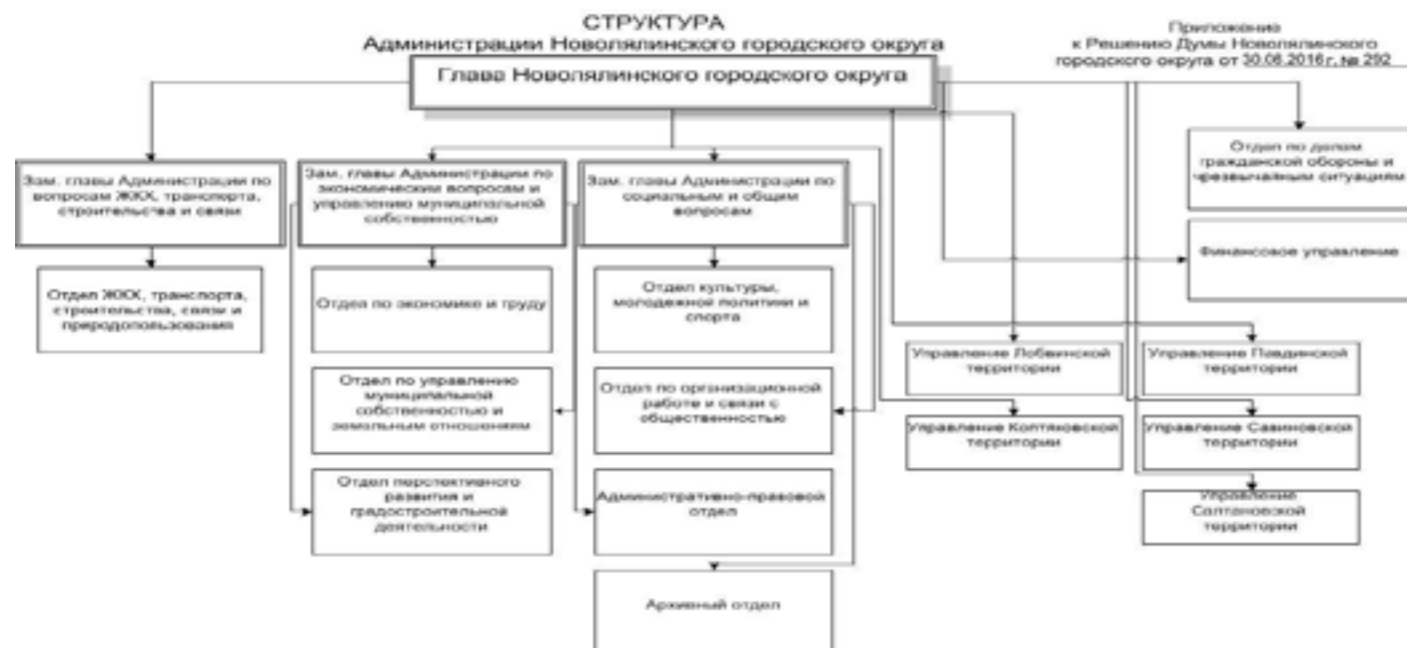 СТРУКТУРА
Администрации Новолялинского городского округа
Приложение
к Решению Думы Новолялинского
городского округа от 30.06.2016 г. № 292
Глава Новолялинского городского округа
Зам. главы Администрации по
вопросам ЖКХ, транспорта,
строительства и связи
Зам. главы Администрации по
экономическим вопросам и
управлению муниципальной
собственностью
Зам. главы Администрации по
социальным и общим
вопросам
Отдел по делам
гражданской обороны и
чрезвычайным ситуациям
Финансовое управление
Отдел ЖКХ, транспорта,
строительства, связи и
природопользования
Отдел по экономике и труду
Отдел культуры,
молодежной политики и
спорта
Управление Лобвинской
территории
Управление Павдинской
территории
Отдел по управлению
муниципальной
собственностью и
земельным отношениям
Отдел по организационной
работе и связи с
общественностью
Управление Коптяковской
территории
Управление Савиновской
территории
Отдел перспективного
развития и
градостроительной
деятельности
Административно-правовой
отдел
Управление
Салтановской
территории
Архивный отдел